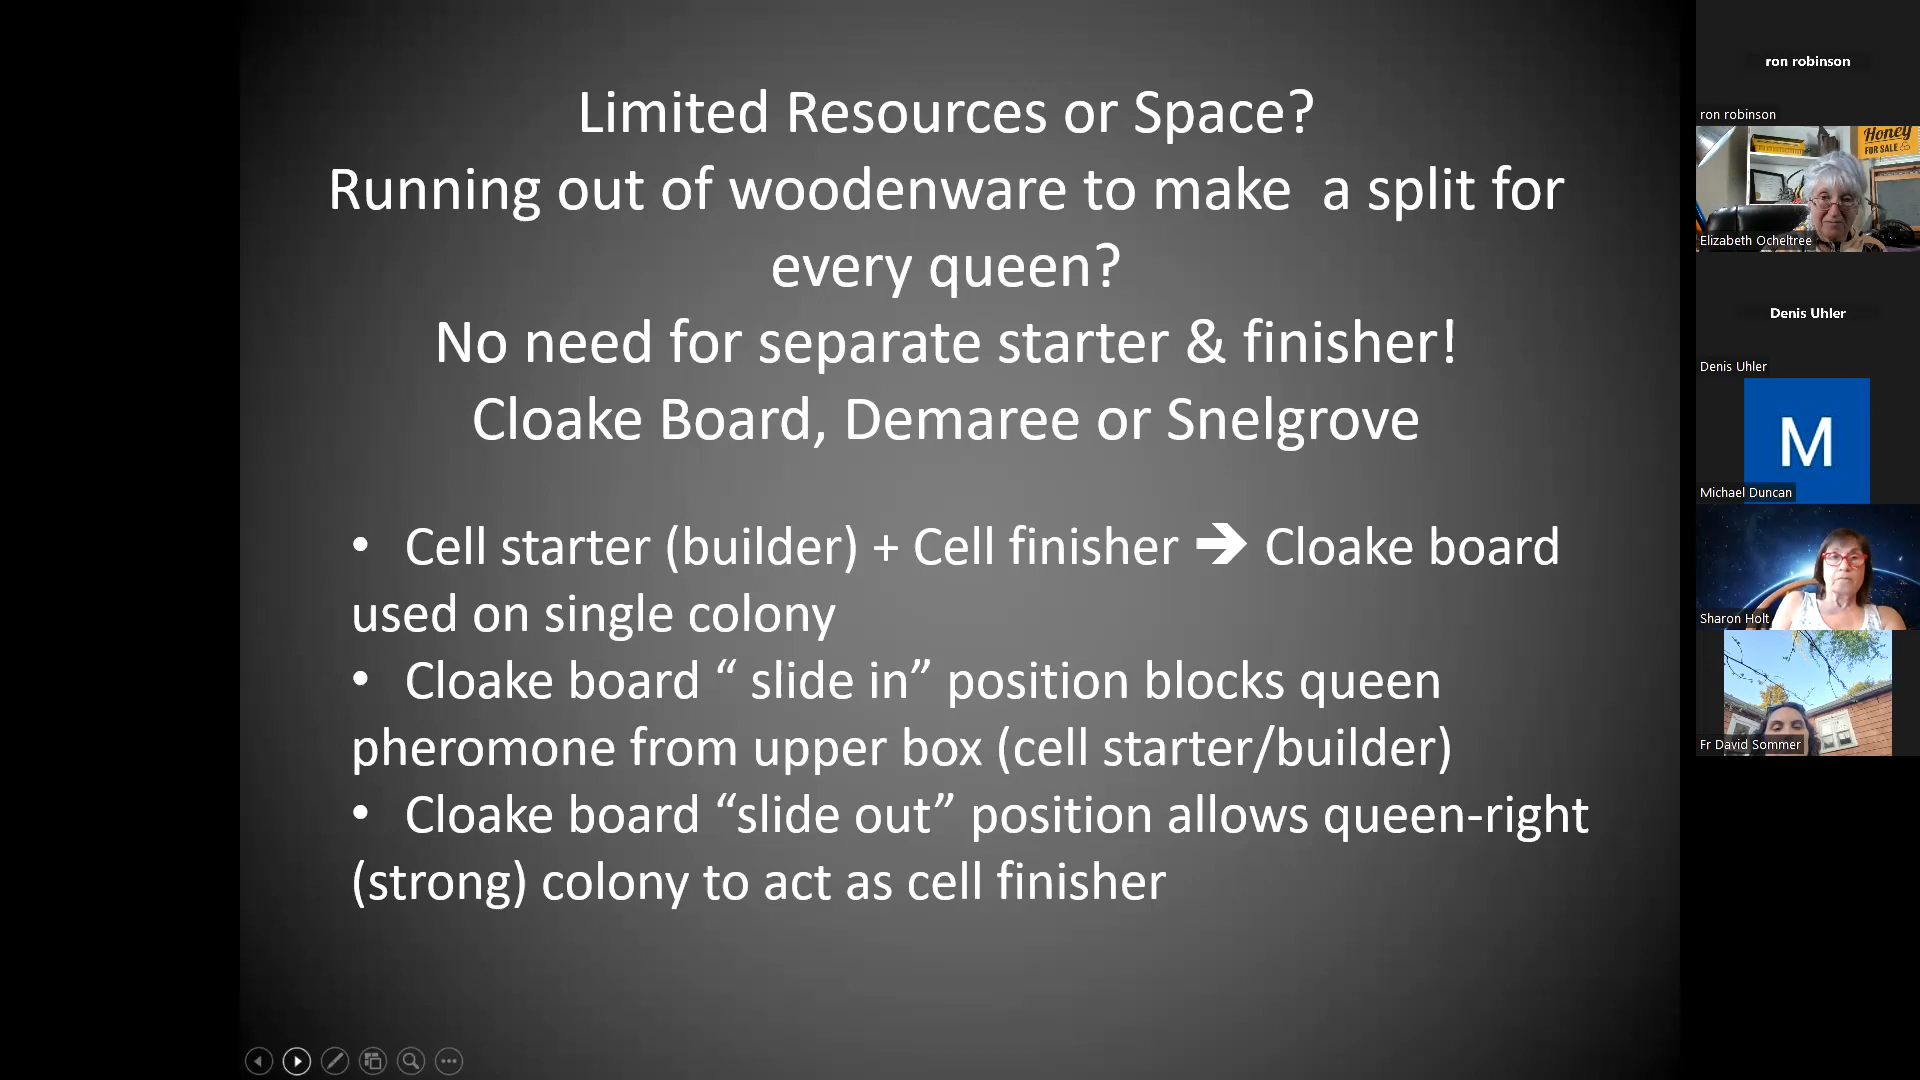 Limited Resources or Space?
Running out of woodenware to make  a split for
every queen?
No need for separate starter & finisher!
Cloake Board, Demaree or Snelgrove
• Cell starter (builder) + Cell finisher ➔ Cloake board
used on single colony
• Cloake board “ slide in” position blocks queen
pheromone from upper box (cell starter/builder)
• Cloake board “slide out” position allows queen-right
(strong) colony to act as cell finisher
ron robinson
ron robinson
Honey
FOR SALE
Elizabeth Ocheltree
Denis Uhler
Denis Uhler
M
Michael Duncan
Sharon Holt
Fr David Sommer